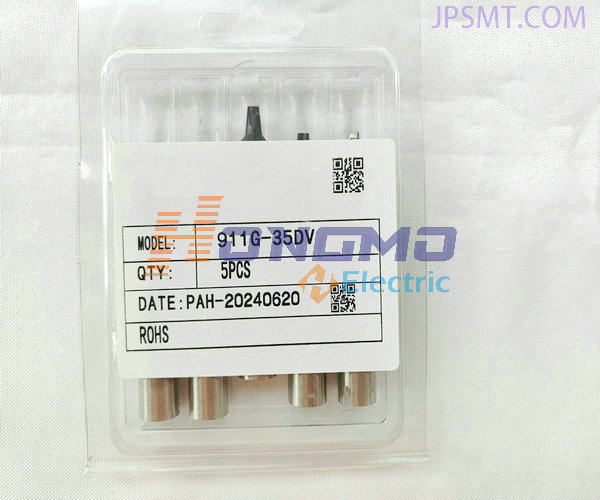 JPSMT.COM
MODEL: 911G-35DV
HONGMO
QTY: 5PCS
Electric
DATE: PAH-20240620
ROHS